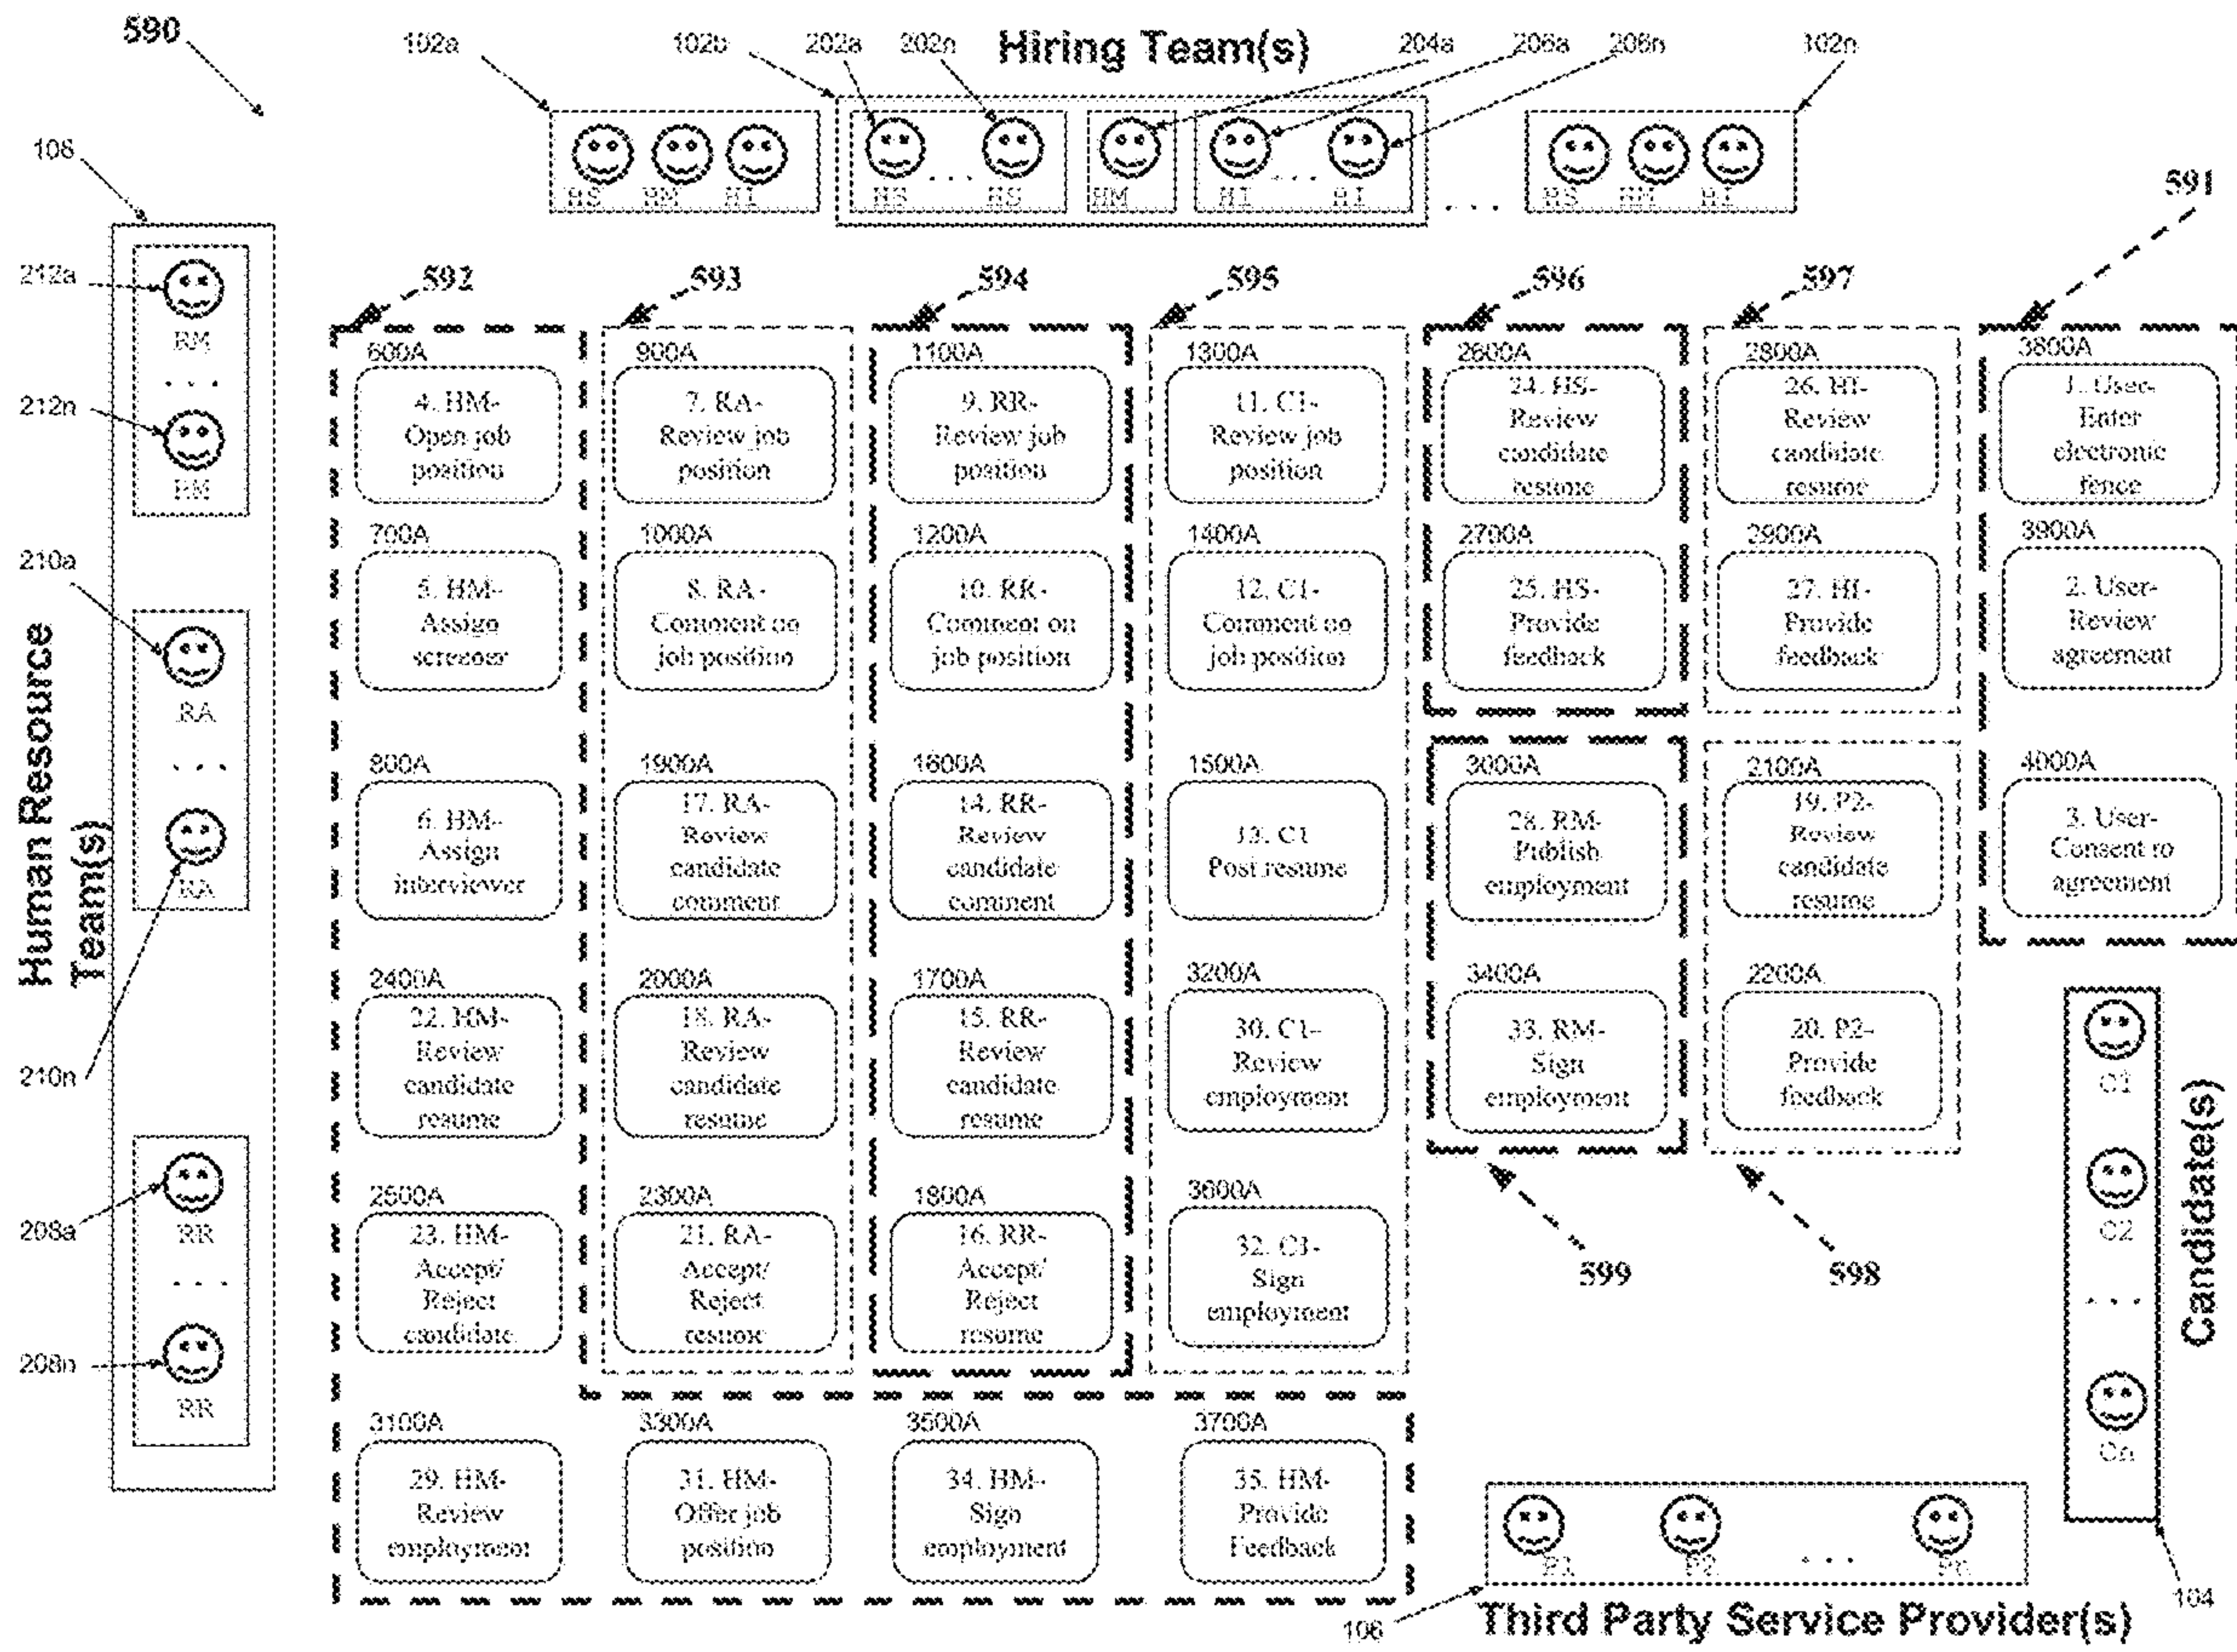 590
102a
102b
202a
202n
Hiring Team(s)
204a
206a
206n
102n
HS HM HI
HS ... HS
HM
HI ... HI
...
HS HM HI
591
108
212a
RM
...
212n
RM
210a
RA
...
RA
210n
208a
RR
...
208n
RR
Human Resource
Team(s)
592
593
594
595
596
597
600A
4. HM-
Open job
position
900A
7. RA-
Review job
position
1100A
9. RR-
Review job
position
1300A
11. C1-
Review job
position
2600A
24. HS-
Review
candidate
resume
2800A
26. HI-
Review
candidate
resume
3800A
1. User-
Enter
electronic
fence
700A
5. HM-
Assign
screener
1000A
8. RA-
Comment on
job position
1200A
10. RR-
Comment on
job position
1400A
12. C1-
Comment on
job position
2700A
25. HS-
Provide
feedback
2900A
27. HI-
Provide
feedback
3900A
2. User-
Review
agreement
800A
6. HM-
Assign
interviewer
1900A
17. RA-
Review
candidate
comment
1600A
14. RR-
Review
candidate
comment
1500A
13. C1
Post resume
3000A
28. RM-
Publish
employment
2100A
19. P2-
Review
candidate
resume
4000A
3. User-
Consent to
agreement
2400A
22. HM-
Review
candidate
resume
2000A
18. RA-
Review
candidate
resume
1700A
15. RR-
Review
candidate
resume
3200A
30. C1-
Review
employment
3400A
33. RM-
Sign
employment
2200A
20. P2-
Provide
feedback
2500A
23. HM-
Accept/
Reject
candidate
2300A
21. RA-
Accept/
Reject
resume
1800A
16. RR-
Accept/
Reject
resume
3600A
32. C1-
Sign
employment
599
598
3100A
29. HM-
Review
employment
3300A
31. HM-
Offer job
position
3500A
34. HM-
Sign
employment
3700A
35. HM-
Provide
Feedback
C1
C2
...
Cn
Candidate(s)
104
P1
P2
...
Pn
106
Third Party Service Provider(s)